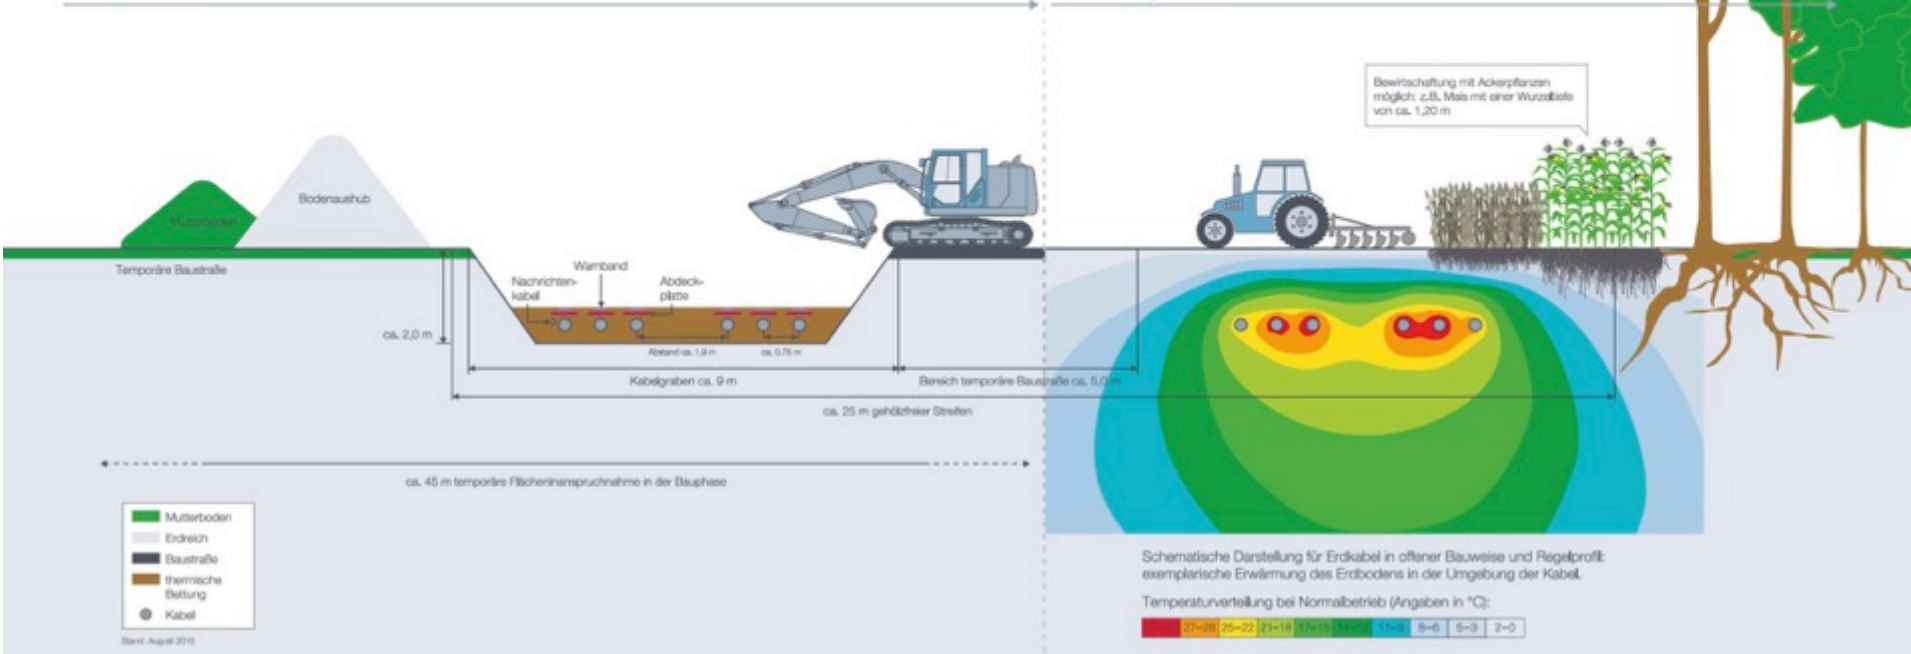 Bewirtschaftung mit Ackerpflanzen
möglich: z.B. Mais mit einer Wurzeltiefe
von ca. 1,20 m
Bodenaushub
Mutterboden
Temporäre Baustraße
Warnband
Nachrichten-
kabel
Abdeck-
platte
ca. 2,0 m
Abstand ca. 1,9 m
ca. 0,75 m
Kabelgraben ca. 9 m
Bereich temporäre Baustraße ca. 5,0 m
ca. 25 m gehölzfreier Streifen
ca. 45 m temporäre Flächeninanspruchnahme in der Bauphase
Mutterboden
Erdreich
Baustraße
thermische
Bettung
Kabel
Stand: August 2015
Schematische Darstellung für Erdkabel in offener Bauweise und Regelprofil:
exemplarische Erwärmung des Erdbodens in der Umgebung der Kabel.
Temperaturverteilung bei Normalbetrieb (Angaben in °C):
27–26 25–22 21–18 17–15 14–12 11–9 8–6 5–3 2–0